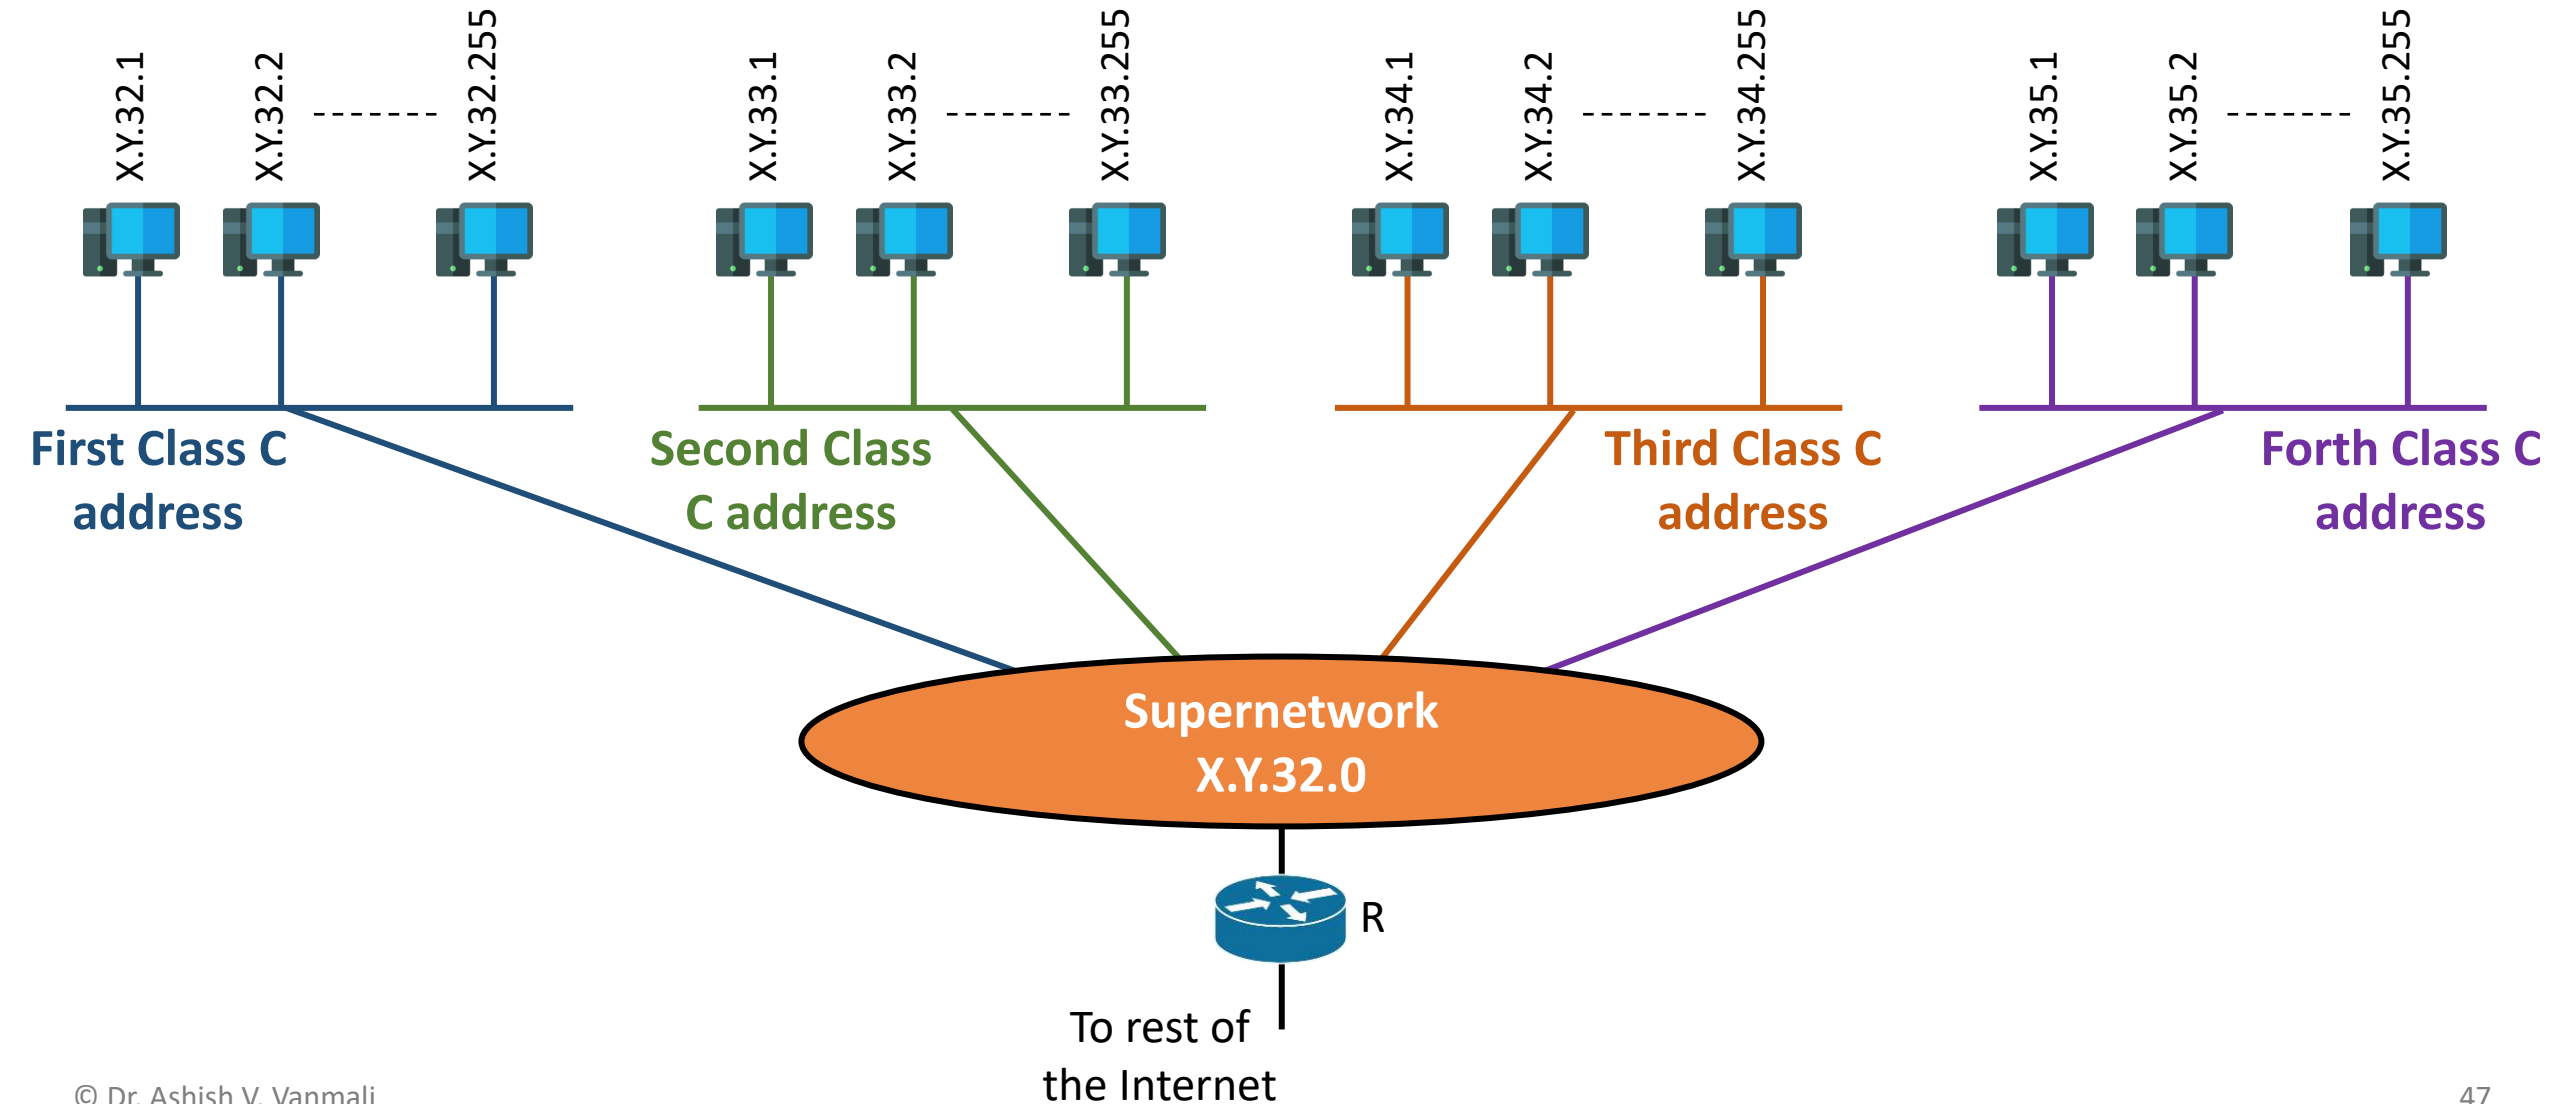 X.Y.32.1
X.Y.32.2
X.Y.32.255
X.Y.33.1
X.Y.33.2
X.Y.33.255
X.Y.34.1
X.Y.34.2
X.Y.34.255
X.Y.35.1
X.Y.35.2
X.Y.35.255
First Class C
address
Second Class
C address
Third Class C
address
Forth Class C
address
Supernetwork
X.Y.32.0
R
To rest of
the Internet
© Dr. Ashish V. Vanmali
47